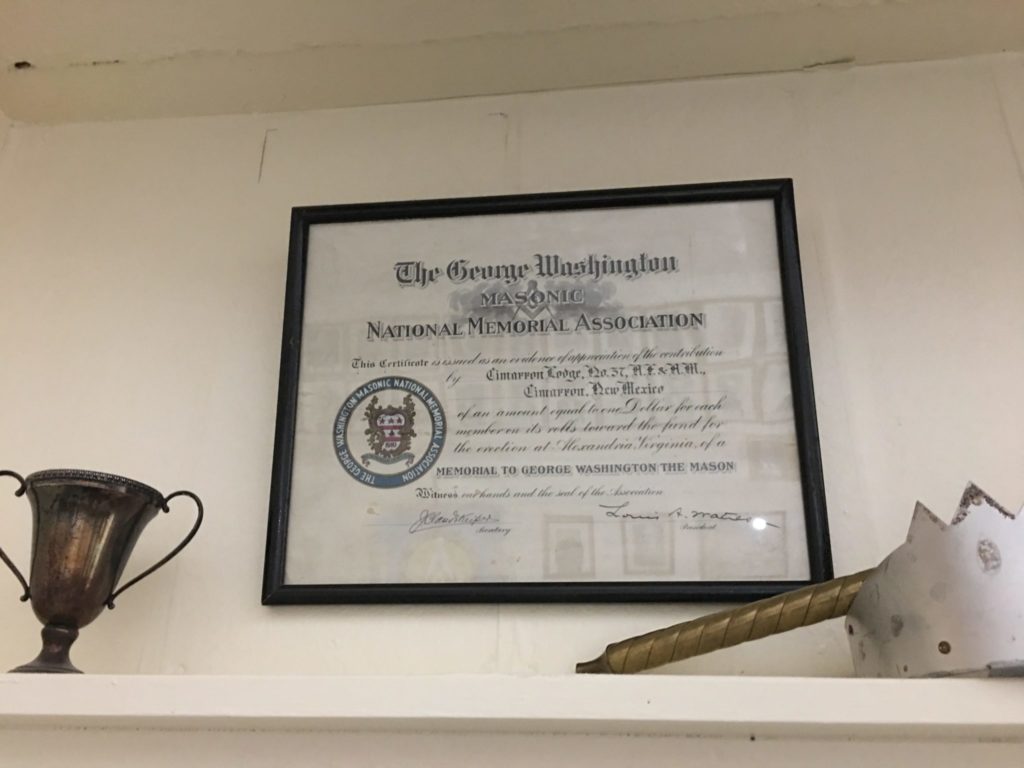 The George Washington
MASONIC
NATIONAL MEMORIAL ASSOCIATION
This Certificate is issued as an evidence of appreciation of the contribution
by Cimarron Lodge, No. 37, A.F. & A.M.,
Cimarron, New Mexico
of an amount equal to one Dollar for each
member on its rolls toward the fund for
the erection at Alexandria, Virginia, of a
MEMORIAL TO GEORGE WASHINGTON THE MASON
Witness our hands and the seal of the Association
Louis A. Watres
Secretary President
THE GEORGE WASHINGTON MASONIC NATIONAL MEMORIAL ASSOCIATION